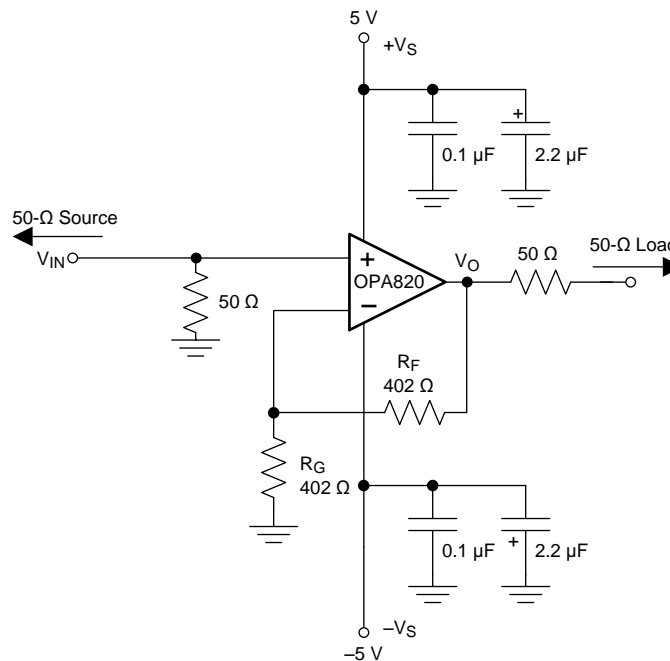 5 V
+VS
+
0.1 µF
2.2 µF
50-Ω Source
VIN
50 Ω
+
OPA820
−
VO
50 Ω
50-Ω Load
RF
402 Ω
RG
402 Ω
0.1 µF
+
2.2 µF
–VS
–5 V